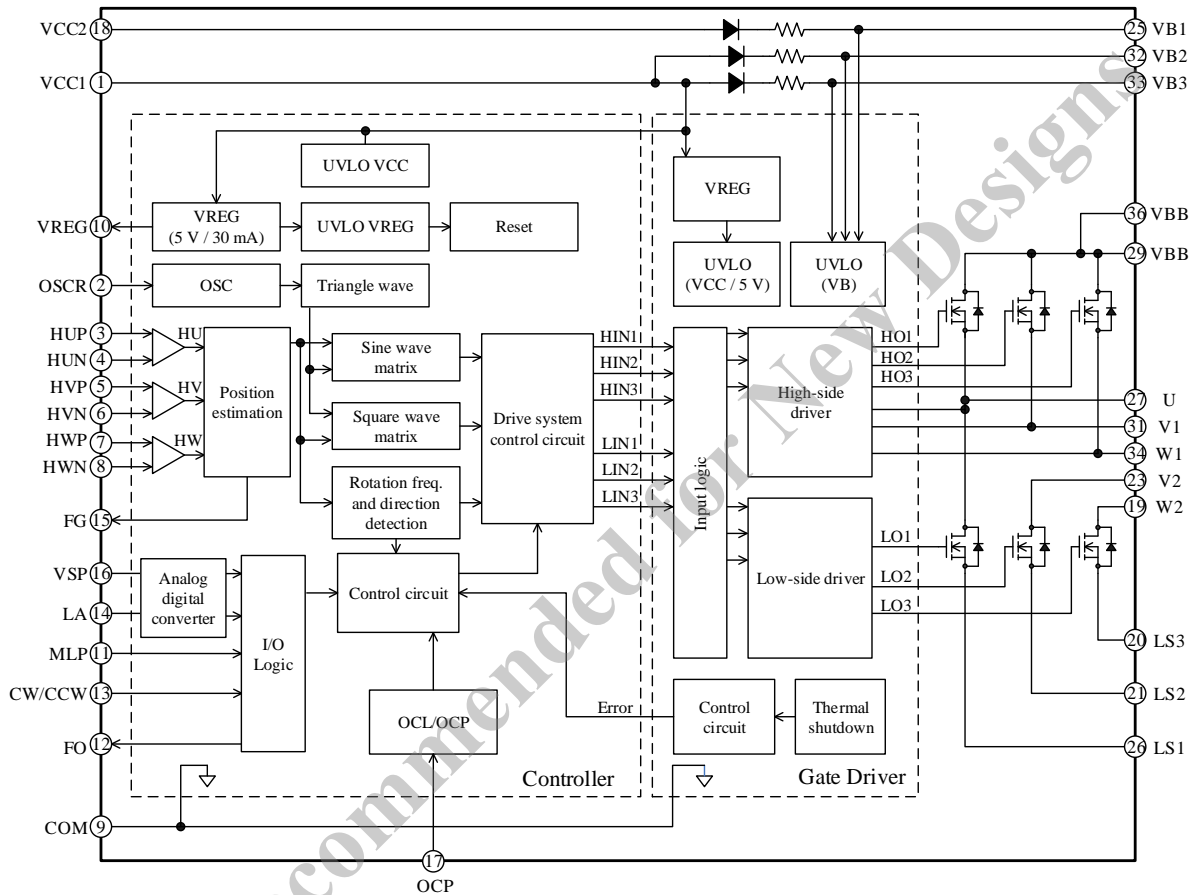 VCC2 18
25 VB1
32 VB2
VCC1 1
33 VB3
UVLO VCC
VREG
VREG 10
VREG
(5 V / 30 mA)
UVLO VREG
Reset
36 VBB
29 VBB
UVLO
(VCC / 5 V)
UVLO
(VB)
OSCR 2
OSC
Triangle wave
HUP 3
HUN 4
HU
HVP 5
HVN 6
HV
HWP 7
HWN 8
HW
Position
estimation
Sine wave
matrix
Square wave
matrix
Rotation freq.
and direction
detection
Drive system
control circuit
HIN1
HIN2
HIN3
LIN1
LIN2
LIN3
Input logic
High-side
driver
HO1
HO2
HO3
27 U
31 V1
34 W1
23 V2
19 W2
FG 15
VSP 16
LA 14
Analog
digital
converter
MLP 11
CW/CCW 13
FO 12
I/O
Logic
Control circuit
Low-side driver
LO1
LO2
LO3
20 LS3
21 LS2
26 LS1
OCL/OCP
Error
Control
circuit
Thermal
shutdown
Controller
Gate Driver
COM 9
17
OCP
commended for New Designs